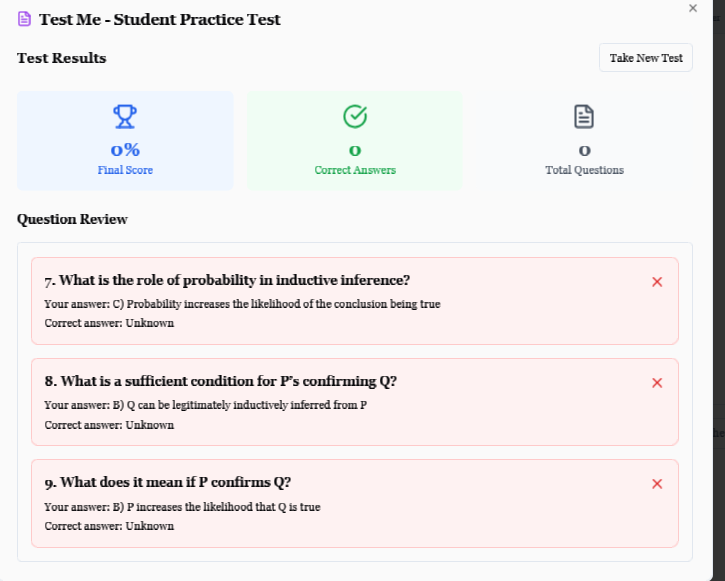 Test Me - Student Practice Test
Test Results
Take New Test
0%
Final Score
0
Correct Answers
0
Total Questions
Question Review
7. What is the role of probability in inductive inference?
Your answer: C) Probability increases the likelihood of the conclusion being true
Correct answer: Unknown
8. What is a sufficient condition for P's confirming Q?
Your answer: B) Q can be legitimately inductively inferred from P
Correct answer: Unknown
9. What does it mean if P confirms Q?
Your answer: B) P increases the likelihood that Q is true
Correct answer: Unknown